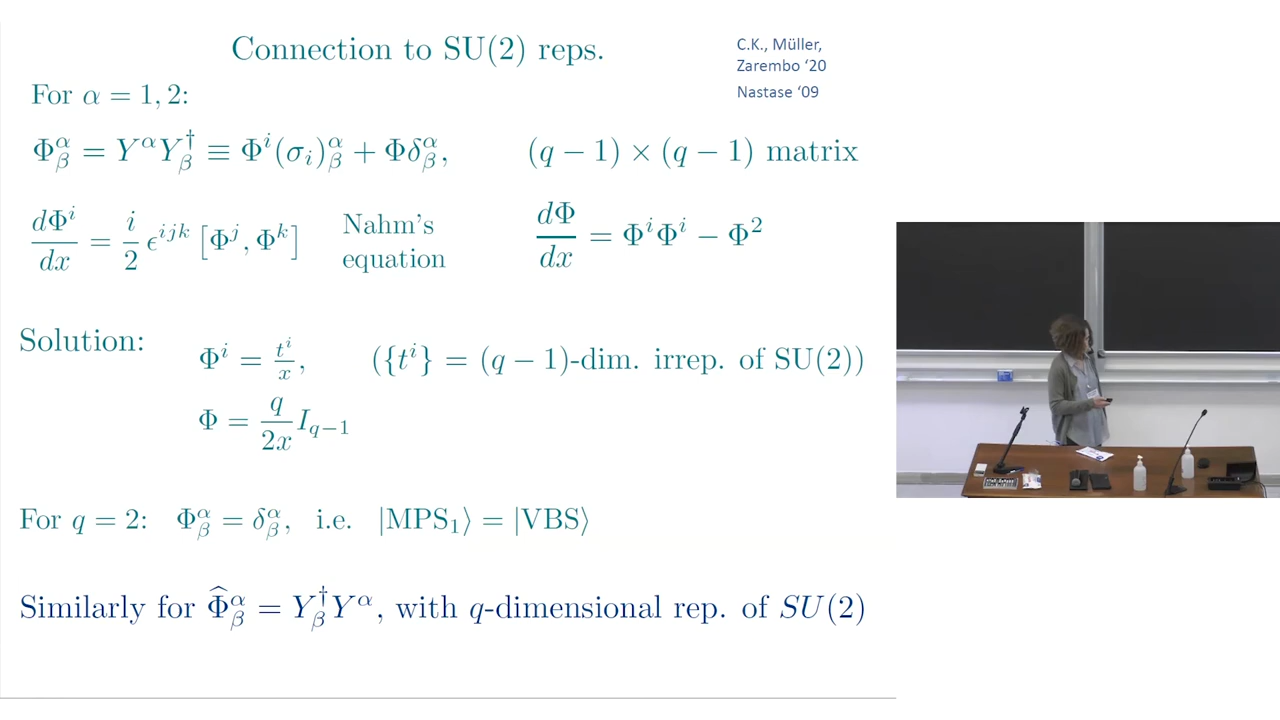 Connection to SU(2) reps.
C.K., Müller,
Zarembo ‘20
Nastase ‘09
For α = 1, 2:
Φ^α_β = Y^α Y^†_β ≡ Φ^i(σ_i)^α_β + Φδ^α_β, (q − 1) × (q − 1) matrix
dΦ^i/dx = i/2 ϵ^{ijk} [Φ^j, Φ^k] Nahm's equation dΦ/dx = Φ^iΦ^i − Φ^2
Solution: Φ^i = t^i/x, ({t^i} = (q − 1)-dim. irrep. of SU(2))
Φ = q/2x I_{q−1}
For q = 2: Φ^α_β = δ^α_β, i.e. |MPS_1⟩ = |VBS⟩
Similarly for Φ̂^α_β = Y^†_β Y^α, with q-dimensional rep. of SU(2)